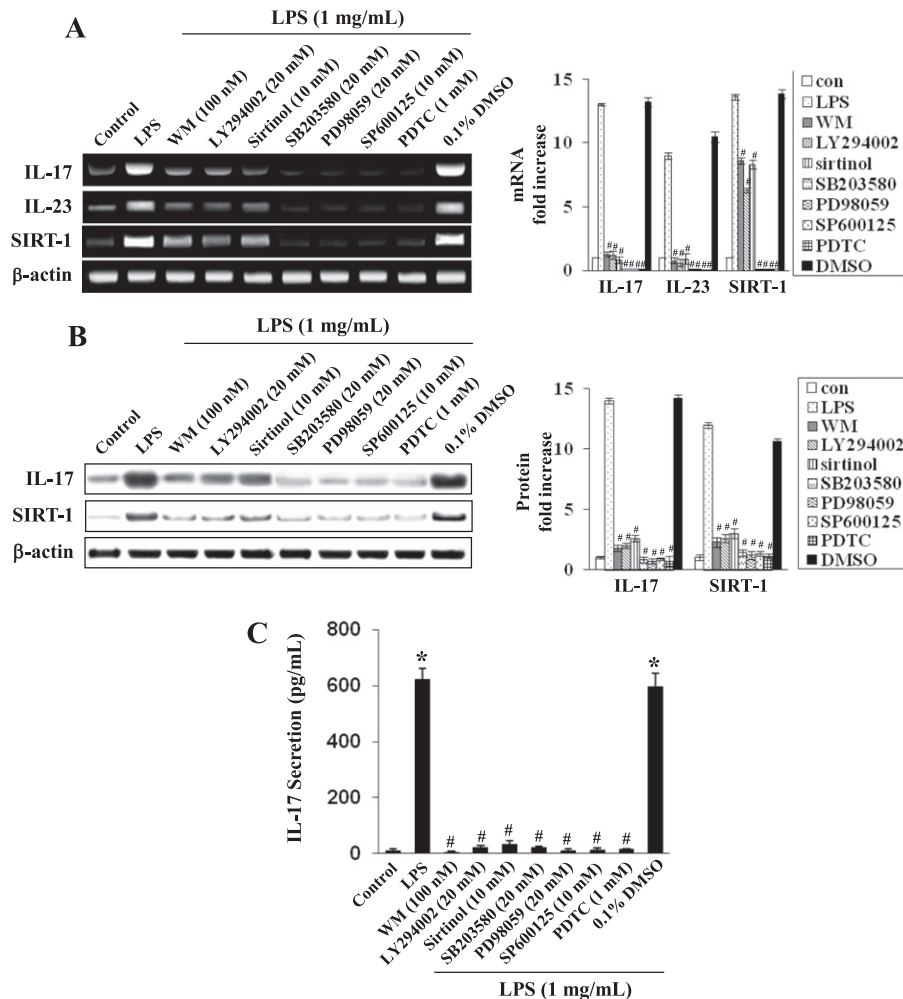 A
LPS (1 mg/mL)
Control
LPS
WM (100 nM)
LY294002 (20 mM)
Sirtinol (10 mM)
SB203580 (20 mM)
PD98059 (20 mM)
SP600125 (10 mM)
PDTC (1 mM)
0.1% DMSO
IL-17
IL-23
SIRT-1
β-actin
mRNA
fold increase
15
10
5
0
# # # # # # #
# # # # # # #
# # # # # # #
IL-17 IL-23 SIRT-1
con
LPS
WM
LY294002
sirtinol
SB203580
PD98059
SP600125
PDTC
DMSO
B
LPS (1 mg/mL)
Control
LPS
WM (100 nM)
LY294002 (20 mM)
Sirtinol (10 mM)
SB203580 (20 mM)
PD98059 (20 mM)
SP600125 (10 mM)
PDTC (1 mM)
0.1% DMSO
IL-17
SIRT-1
β-actin
Protein
fold increase
15
10
5
0
# # # # # # #
# # # # # # #
IL-17 SIRT-1
con
LPS
WM
LY294002
sirtinol
SB203580
PD98059
SP600125
PDTC
DMSO
C
IL-17 Secretion (pg/mL)
800
600
400
200
0
* # # # # # # # *
Control
LPS
WM (100 nM)
LY294002 (20 mM)
Sirtinol (10 mM)
SB203580 (20 mM)
PD98059 (20 mM)
SP600125 (10 mM)
PDTC (1 mM)
0.1% DMSO
LPS (1 mg/mL)